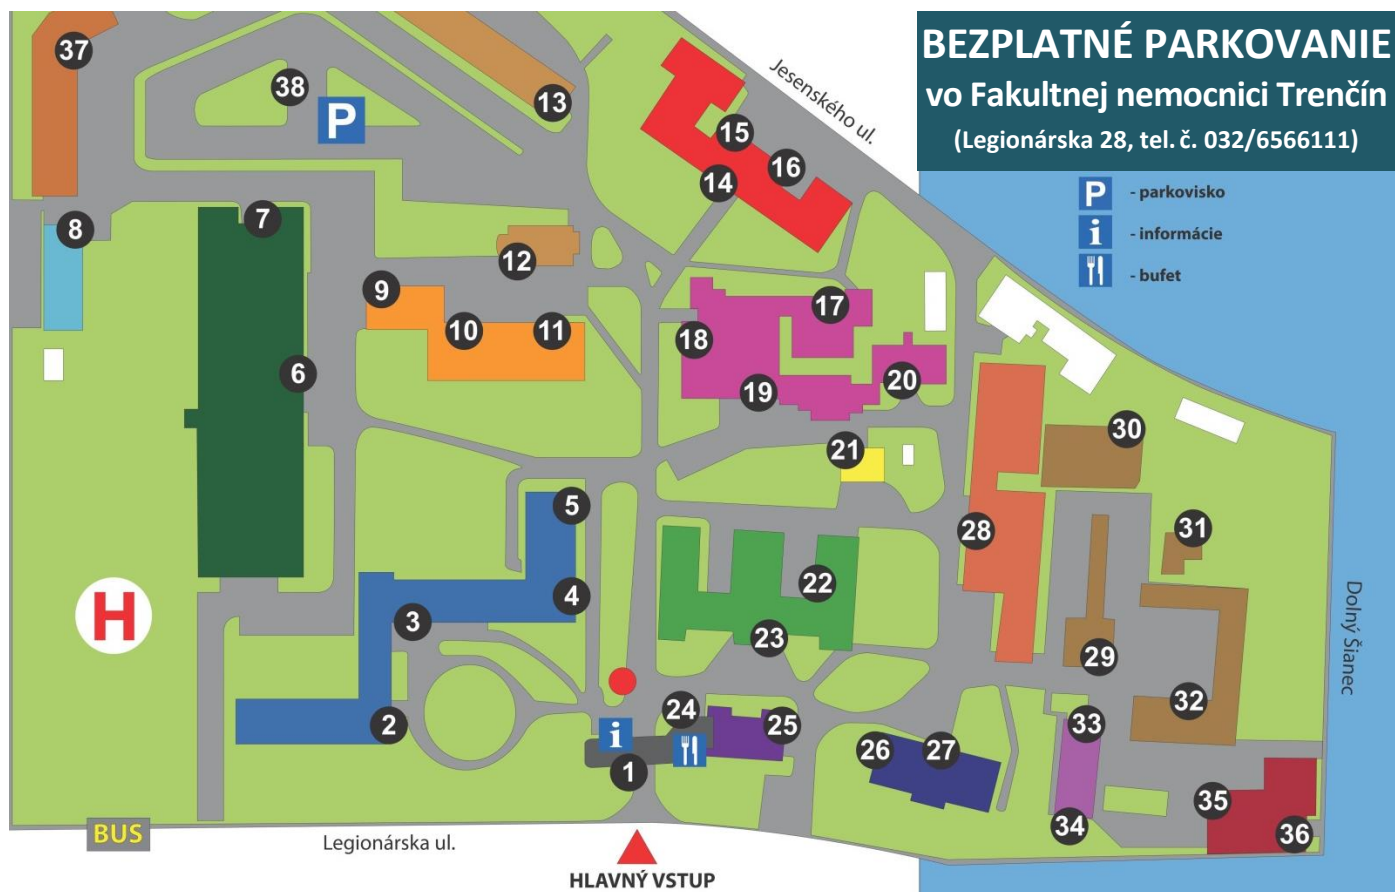 BEZPLATNÉ PARKOVANIE
vo Fakultnej nemocnici Trenčín
(Legionárska 28, tel. č. 032/6566111)
P - parkovisko
i - informácie
- bufet
Jesenského ul.
37
38
P
13
15
16
14
7
8
12
9
10
11
17
18
6
19
20
21
30
5
28
31
4
22
3
23
29
H
32
Dolný Šianec
2
24
25
33
i
26
27
1
35
34
36
BUS
Legionárska ul.
HLAVNÝ VSTUP